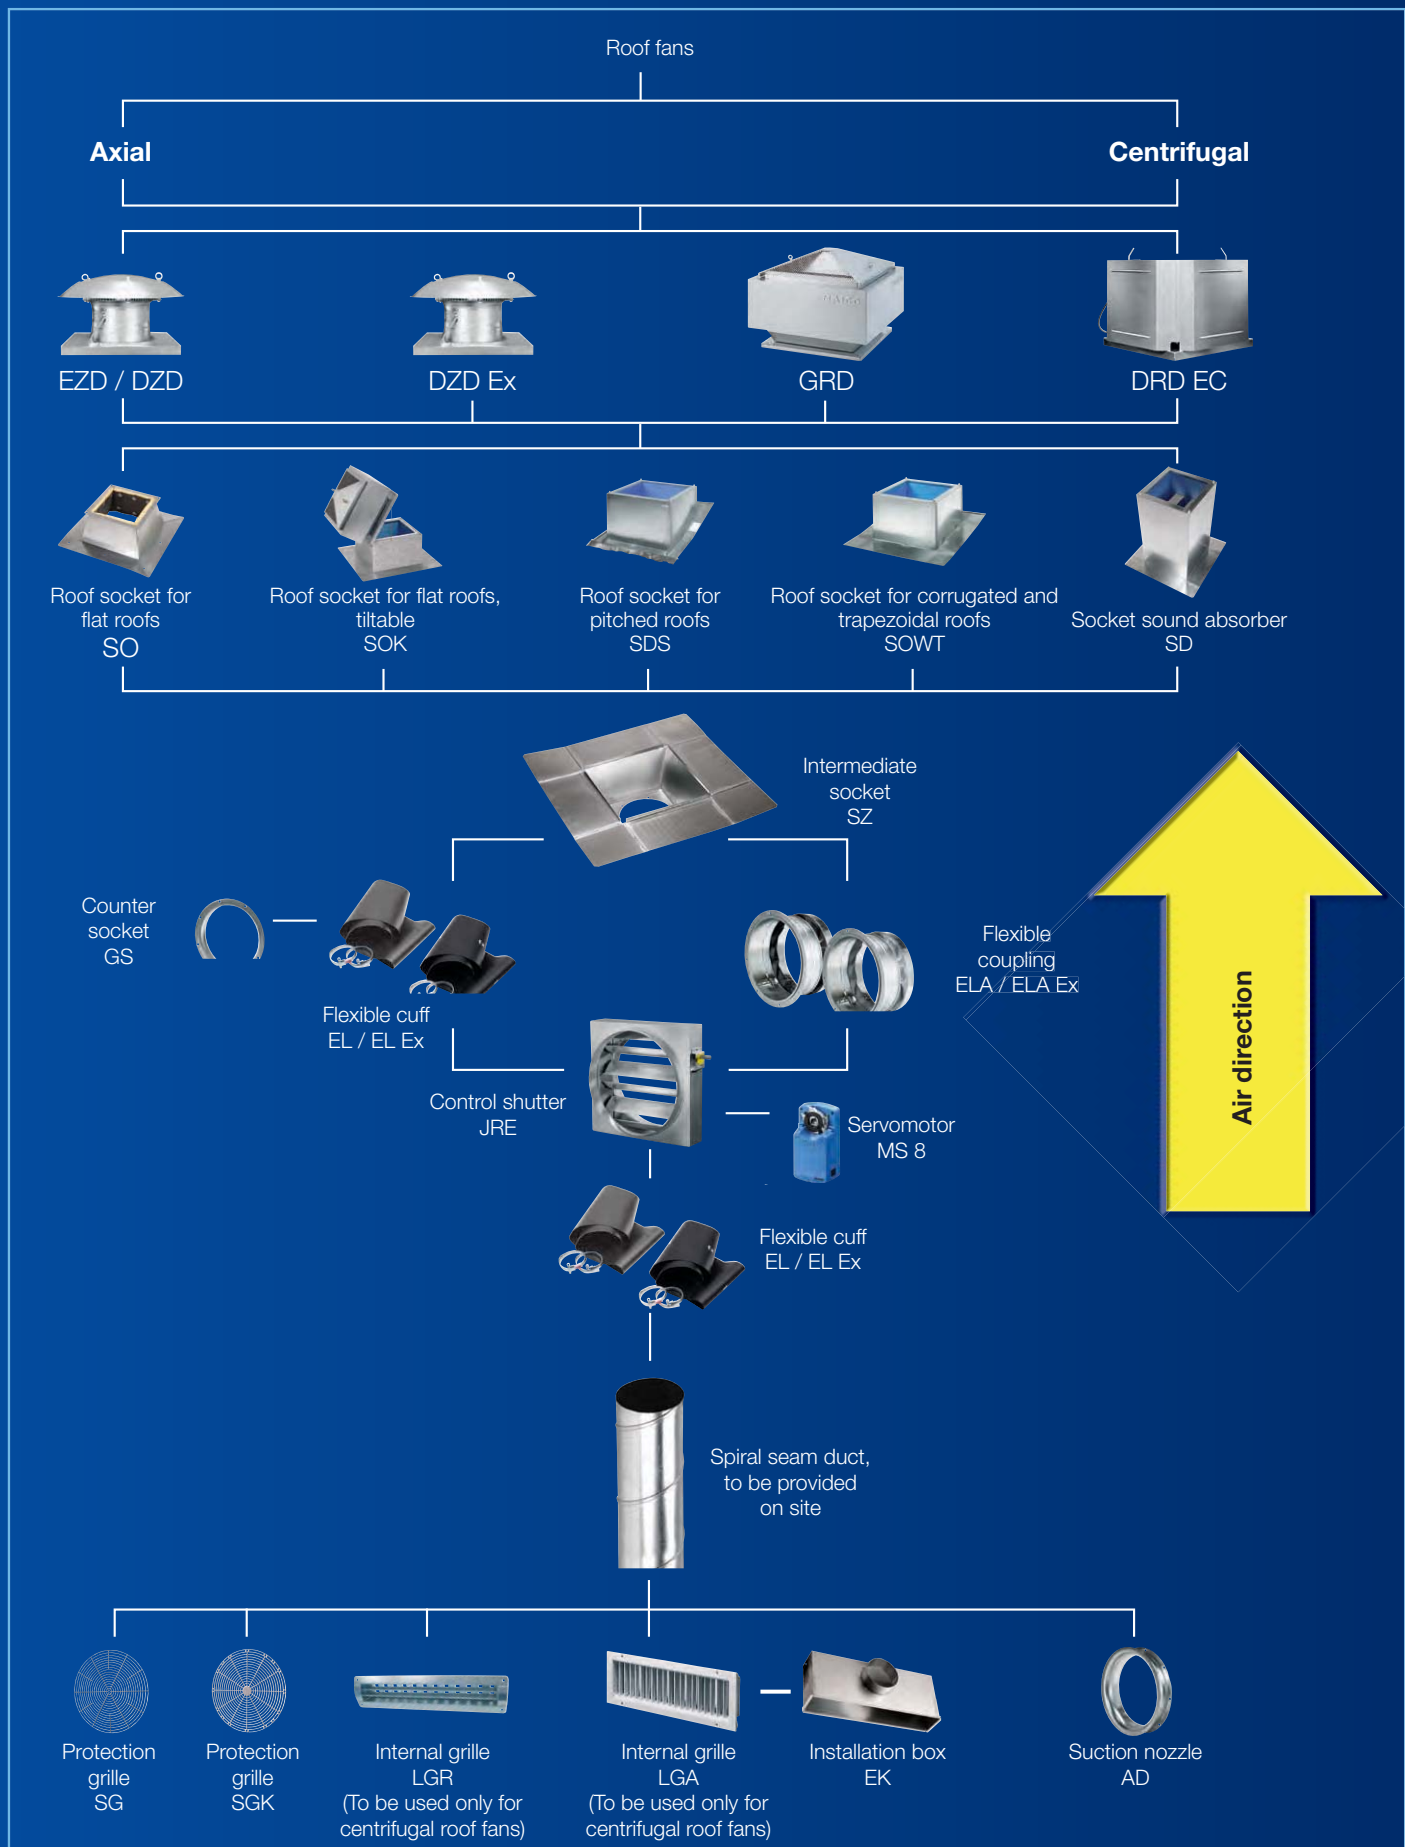 Roof fans
Axial
Centrifugal
EZD / DZD
DZD Ex
GRD
DRD EC
Roof socket for
flat roofs
SO
Roof socket for flat roofs,
tiltable
SOK
Roof socket for
pitched roofs
SDS
Roof socket for corrugated and
trapezoidal roofs
SOWT
Socket sound absorber
SD
Intermediate
socket
SZ
Counter
socket
GS
Flexible cuff
EL / EL Ex
Flexible
coupling
ELA / ELA Ex
Air direction
Control shutter
JRE
Servomotor
MS 8
Flexible cuff
EL / EL Ex
Spiral seam duct,
to be provided
on site
Protection
grille
SG
Protection
grille
SGK
Internal grille
LGR
(To be used only for
centrifugal roof fans)
Internal grille
LGA
(To be used only for
centrifugal roof fans)
Installation box
EK
Suction nozzle
AD